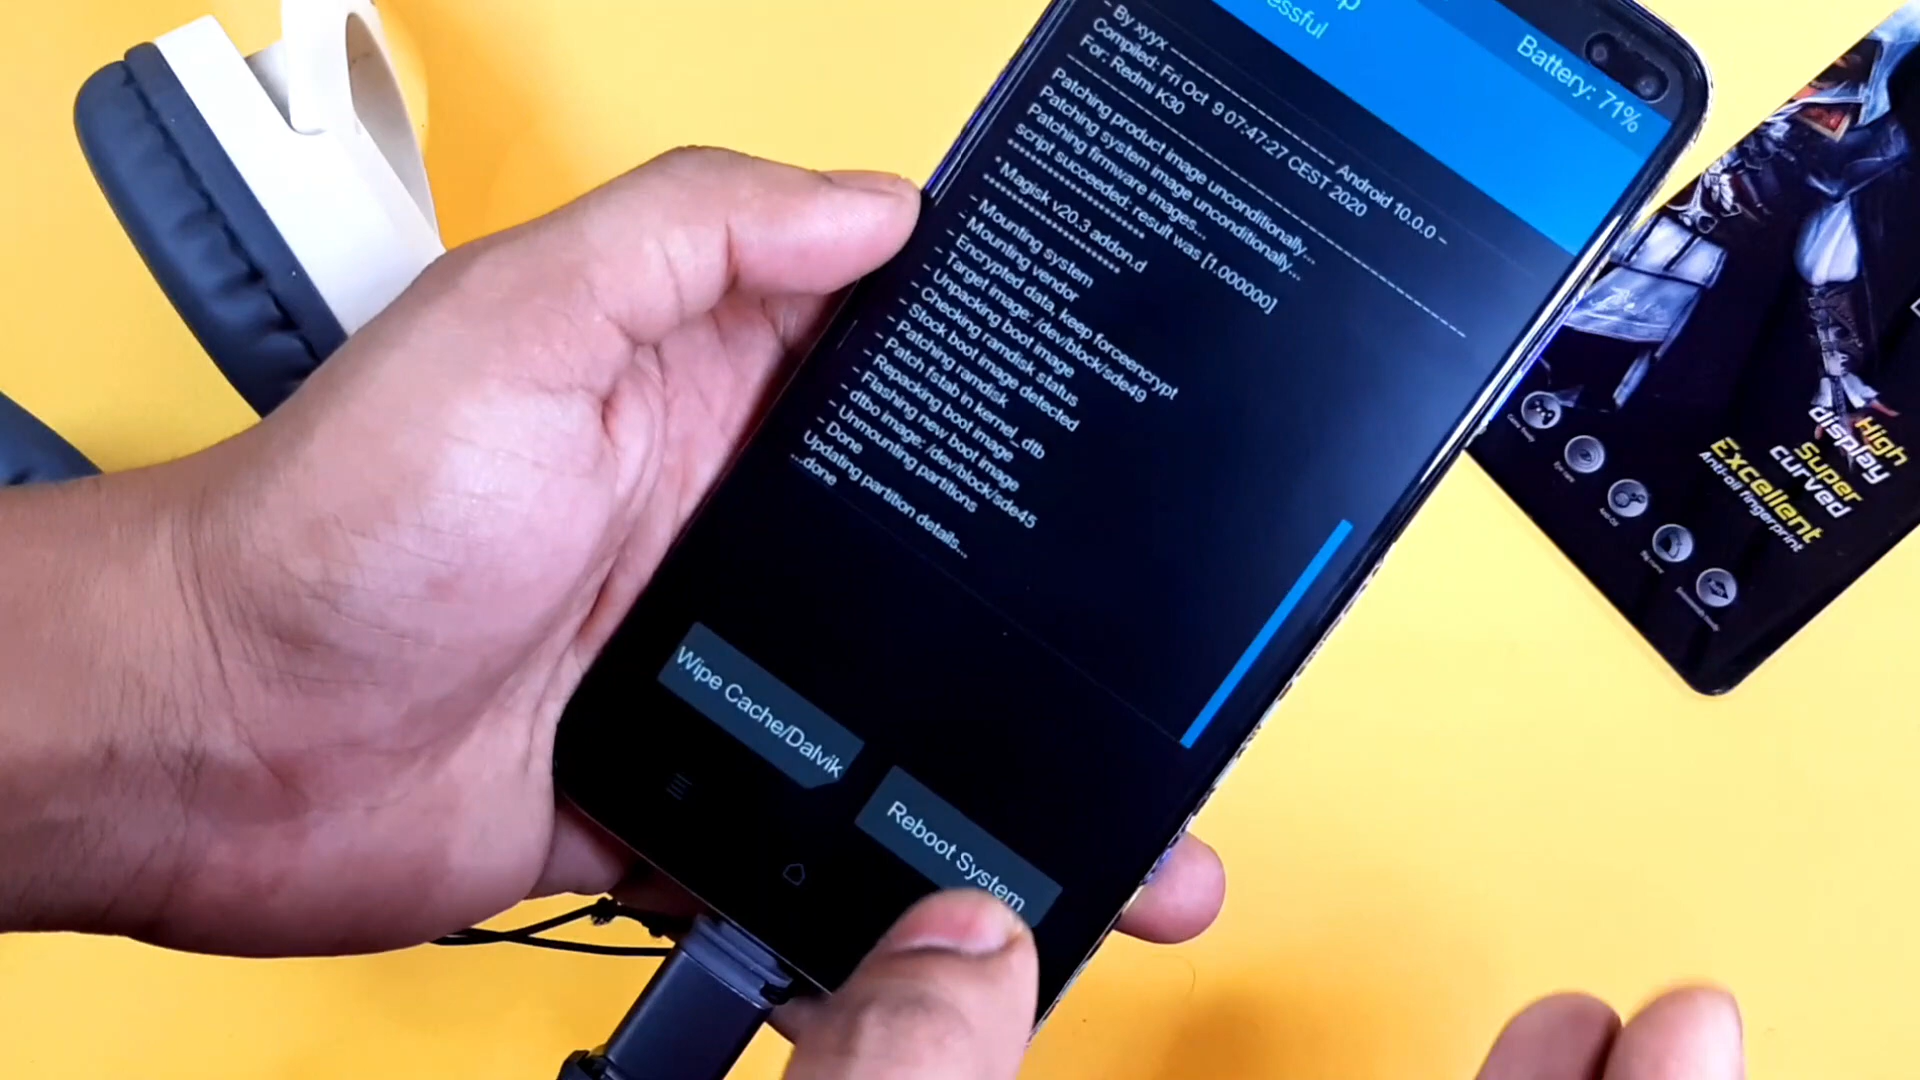 essful
Battery: 71%
- By xyyx ---------------------------- Android 10.0.0 -
Compiled: Fri Oct 9 07:47:27 CEST 2020
For: Redmi K30
Patching product image unconditionally...
Patching system image unconditionally...
Patching firmware images...
script succeeded: result was [1.000000]
********************
* Magisk v20.3 addon.d
********************
- Mounting system
- Mounting vendor
- Encrypted data, keep forceencrypt
- Target image: /dev/block/sde49
- Unpacking boot image
- Checking ramdisk status
- Stock boot image detected
- Patching ramdisk
- Patch fstab in kernel_dtb
- Repacking boot image
- Flashing new boot image
dtbo image: /dev/block/sde45
- Unmounting partitions
- Done
Updating partition details...
...done
Wipe Cache/Dalvik
Reboot System
High
display
Super
curved
Excellent
Anti-oil fingerprint